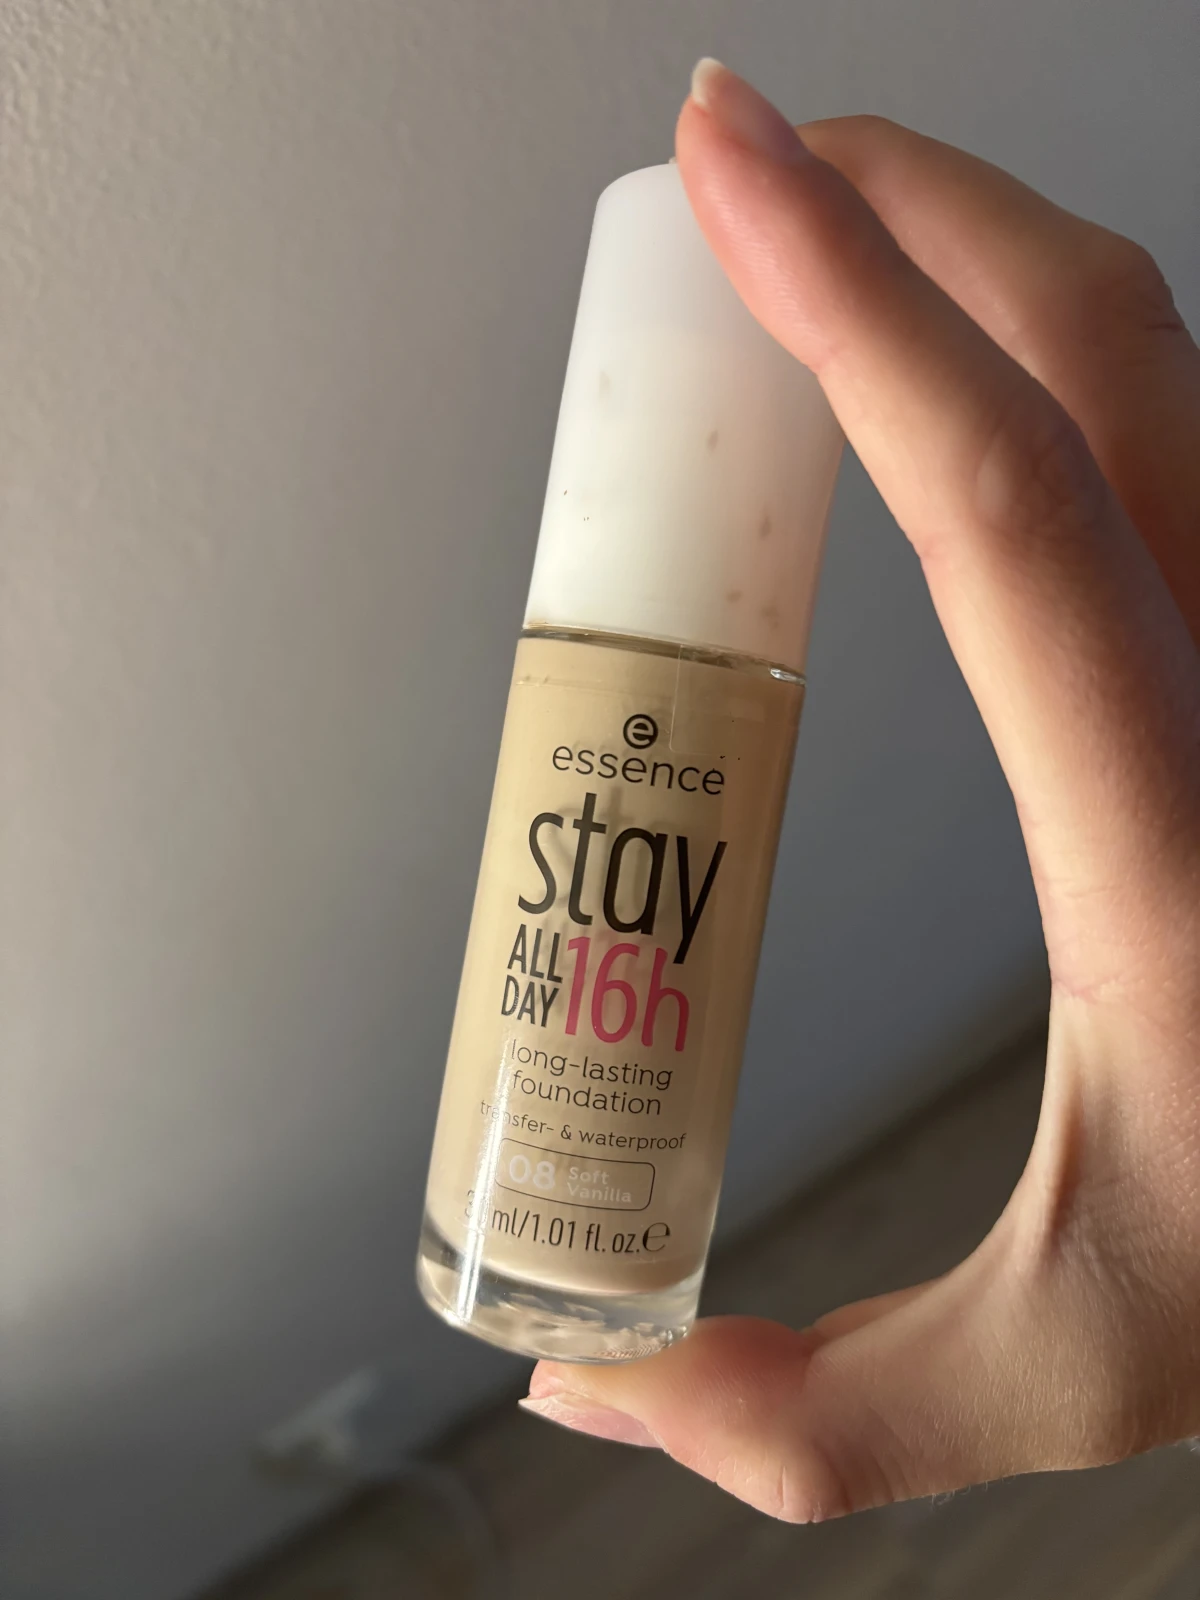 e
essence
stay
ALL
DAY
16h
long-lasting
foundation
transfer- & waterproof
08 Soft
Vanilla
ml/1.01 fl. oz. ℮